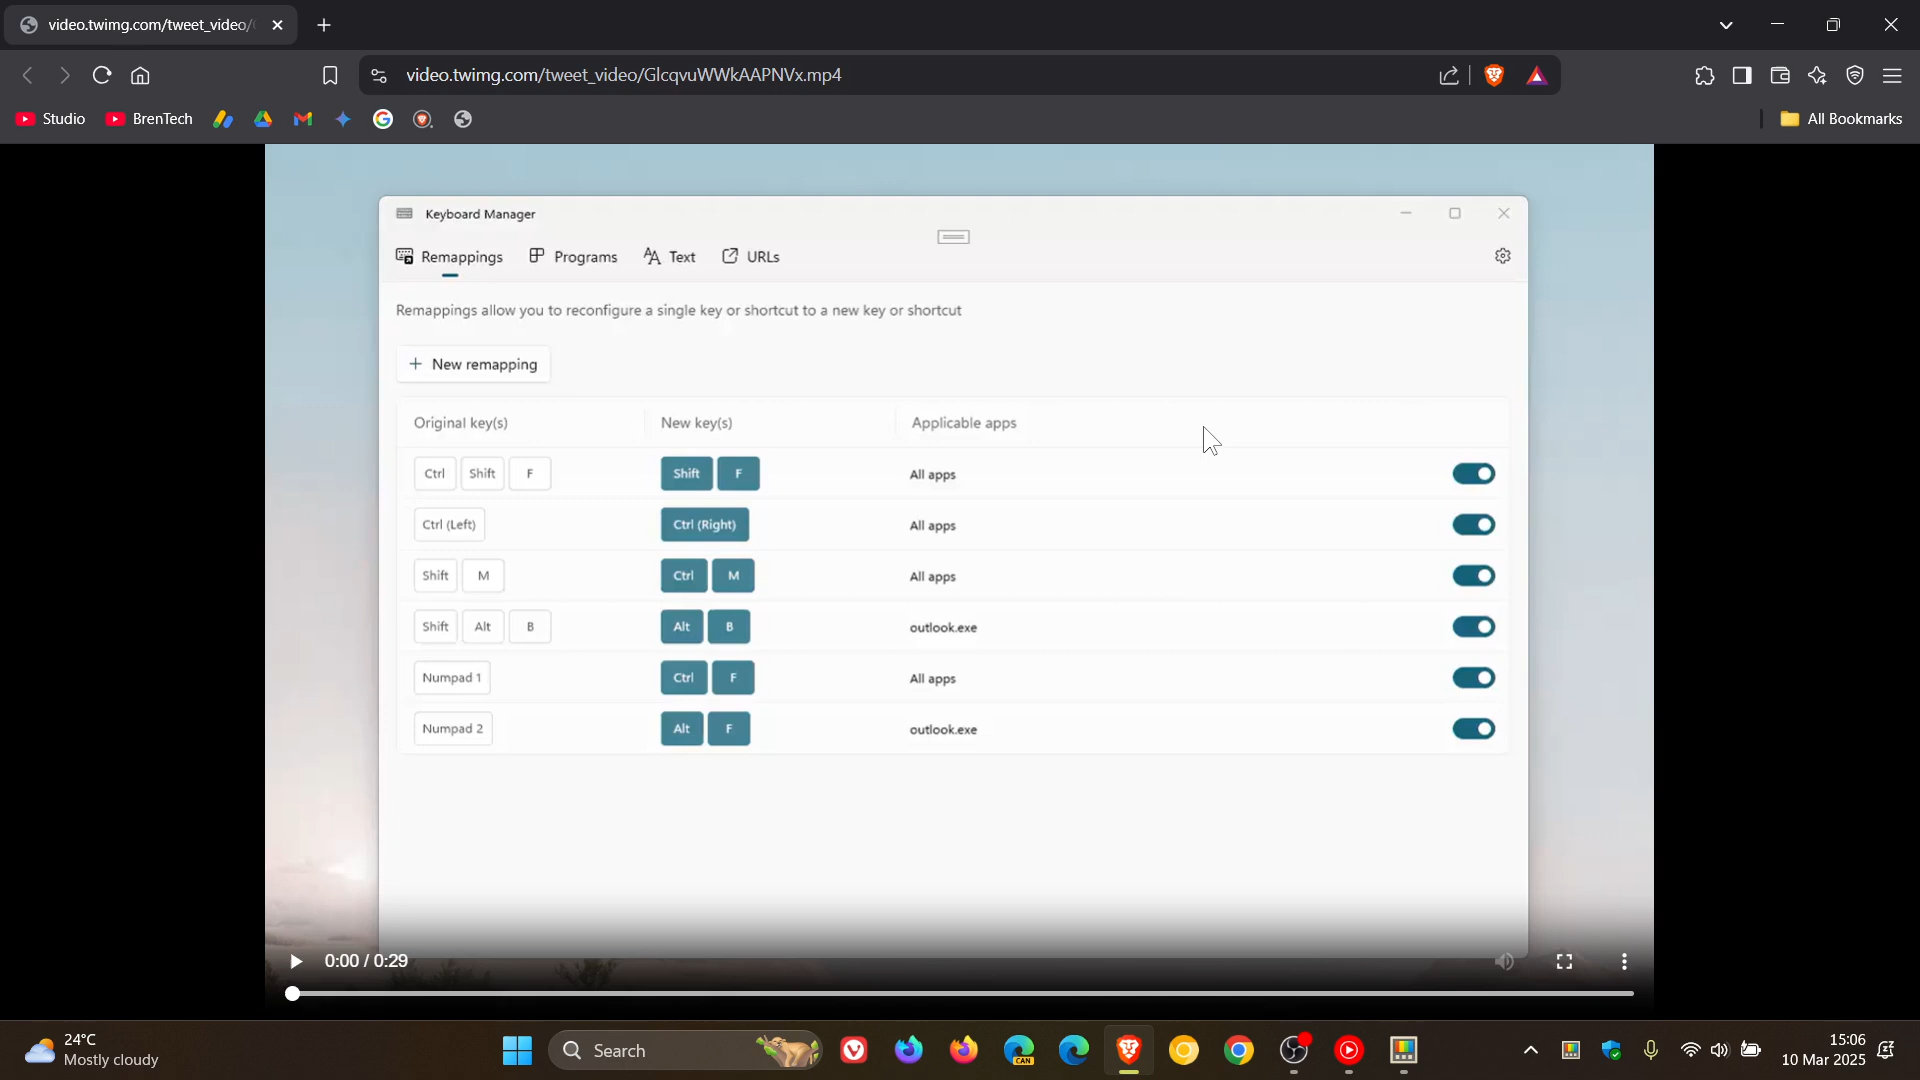 video.twimg.com/tweet_video/
video.twimg.com/tweet_video/GlcqvuWWkAAPNVx.mp4
Studio BrenTech All Bookmarks
Keyboard Manager
Remappings Programs Text URLs
Remappings allow you to reconfigure a single key or shortcut to a new key or shortcut
+ New remapping
Original key(s) New key(s) Applicable apps
Ctrl Shift F Shift F All apps
Ctrl (Left) Ctrl (Right) All apps
Shift M Ctrl M All apps
Shift Alt B Alt B outlook.exe
Numpad 1 Ctrl F All apps
Numpad 2 Alt F outlook.exe
0:00 / 0:29
24°C
Mostly cloudy
Search
CAN
15:06
10 Mar 2025